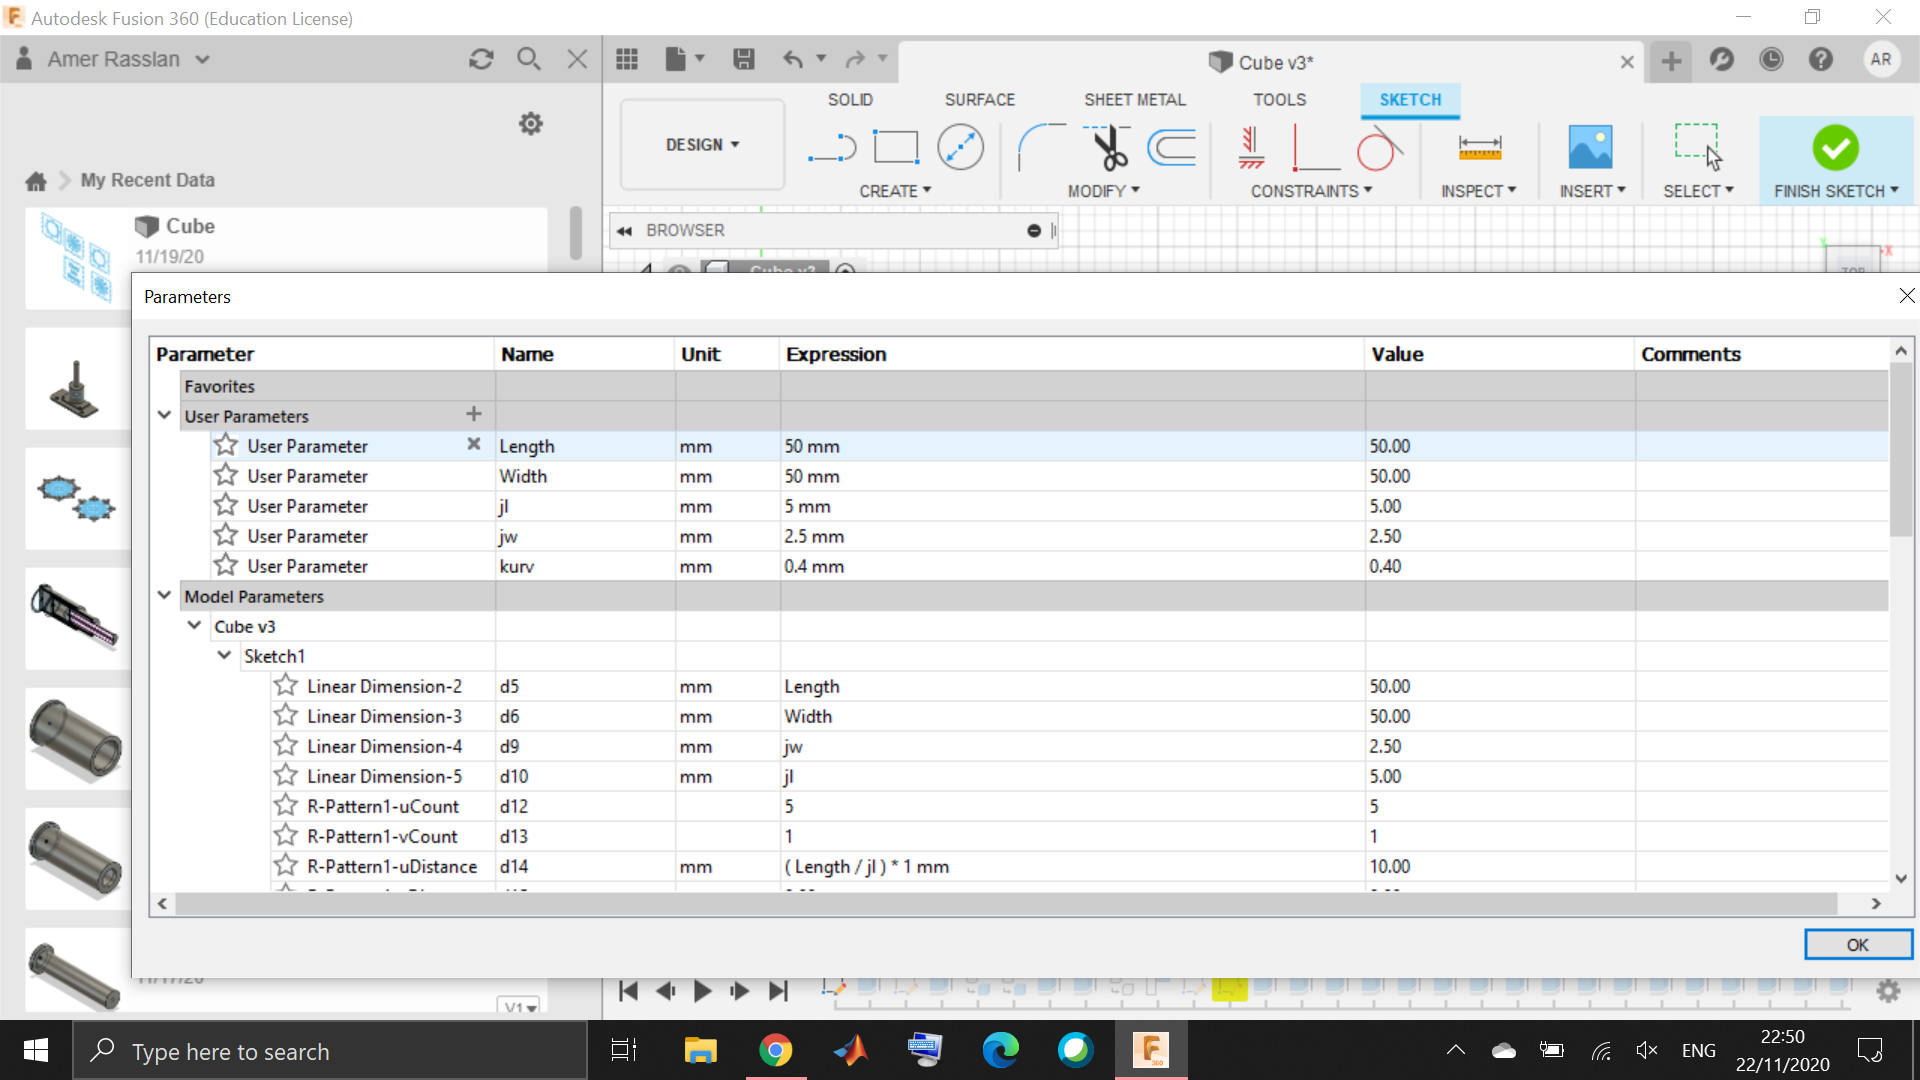 Autodesk Fusion 360 (Education License)
Amer Rasslan
Cube v3*
AR
SOLID
SURFACE
SHEET METAL
TOOLS
SKETCH
DESIGN
CREATE
MODIFY
CONSTRAINTS
INSPECT
INSERT
SELECT
FINISH SKETCH
My Recent Data
BROWSER
Cube
11/19/20
Cube v3
TOP
X
Parameters
Parameter Name Unit Expression Value Comments
Favorites
User Parameters
User Parameter Length mm 50 mm 50.00
User Parameter Width mm 50 mm 50.00
User Parameter jl mm 5 mm 5.00
User Parameter jw mm 2.5 mm 2.50
User Parameter kurv mm 0.4 mm 0.40
Model Parameters
Cube v3
Sketch1
Linear Dimension-2 d5 mm Length 50.00
Linear Dimension-3 d6 mm Width 50.00
Linear Dimension-4 d9 mm jw 2.50
Linear Dimension-5 d10 mm jl 5.00
R-Pattern1-uCount d12 5 5
R-Pattern1-vCount d13 1 1
R-Pattern1-uDistance d14 mm ( Length / jl ) * 1 mm 10.00
OK
11/17/20
V1
Type here to search
ENG
22:50
22/11/2020